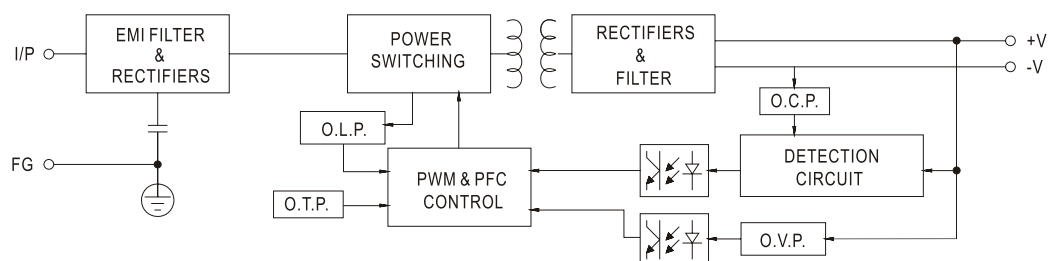 I/P
EMI FILTER
&
RECTIFIERS
POWER
SWITCHING
RECTIFIERS
&
FILTER
+V
-V
O.C.P.
O.L.P.
FG
PWM & PFC
CONTROL
DETECTION
CIRCUIT
O.T.P.
O.V.P.